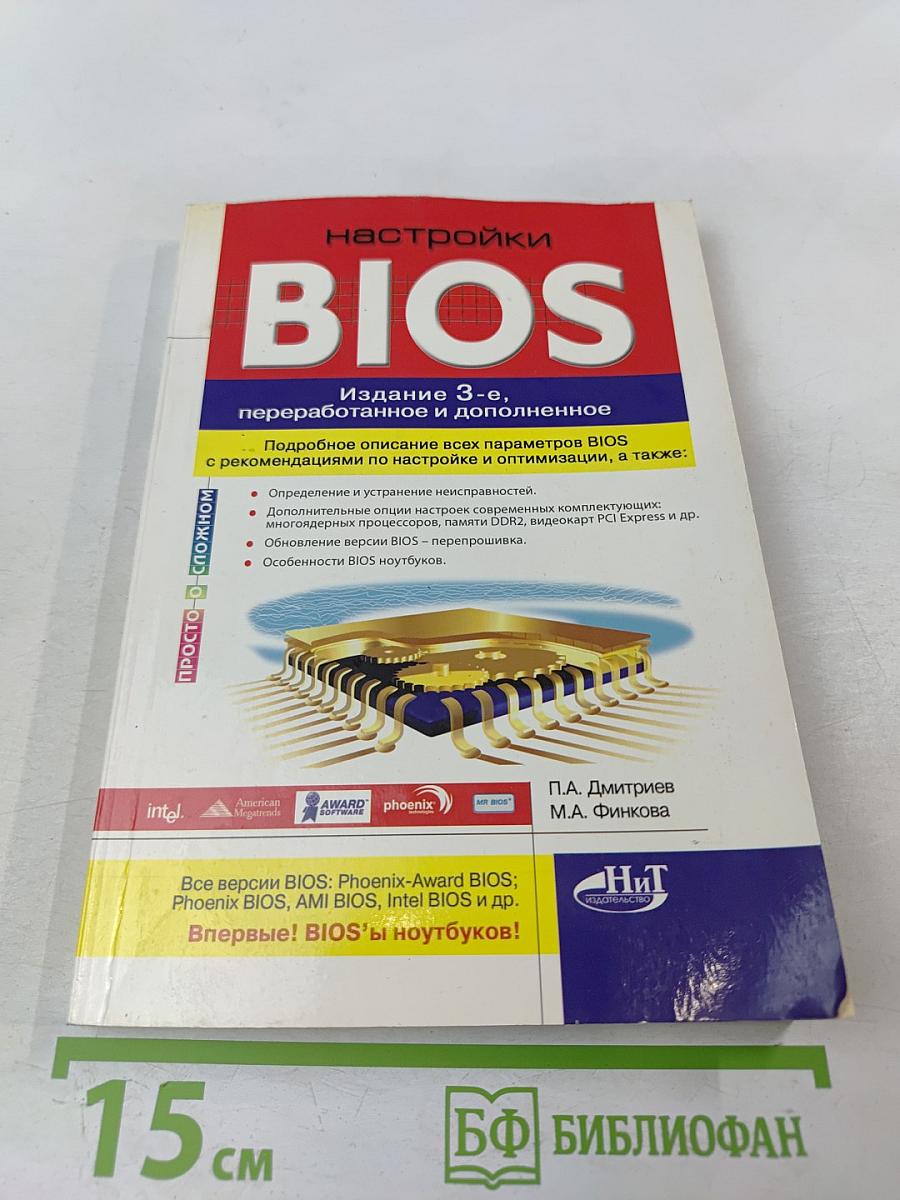 настройки
BIOS
Издание 3-е,
переработанное и дополненное
Подробное описание всех параметров BIOS
с рекомендациями по настройке и оптимизации, а также:
• Определение и устранение неисправностей.
• Дополнительные опции настроек современных комплектующих:
многоядерных процессоров, памяти DDR2, видеокарт PCI Express и др.
• Обновление версии BIOS – перепрошивка.
• Особенности BIOS ноутбуков.
ПРОСТО О СЛОЖНОМ
intel.
American
Megatrends
AWARD
SOFTWARE
phoenix
technologies
MR BIOS
П.А. Дмитриев
М.А. Финкова
Все версии BIOS: Phoenix-Award BIOS;
Phoenix BIOS, AMI BIOS, Intel BIOS и др.
Впервые! BIOS'ы ноутбуков!
НиТ
ИЗДАТЕЛЬСТВО
15 см
БФ БИБЛИОФАН